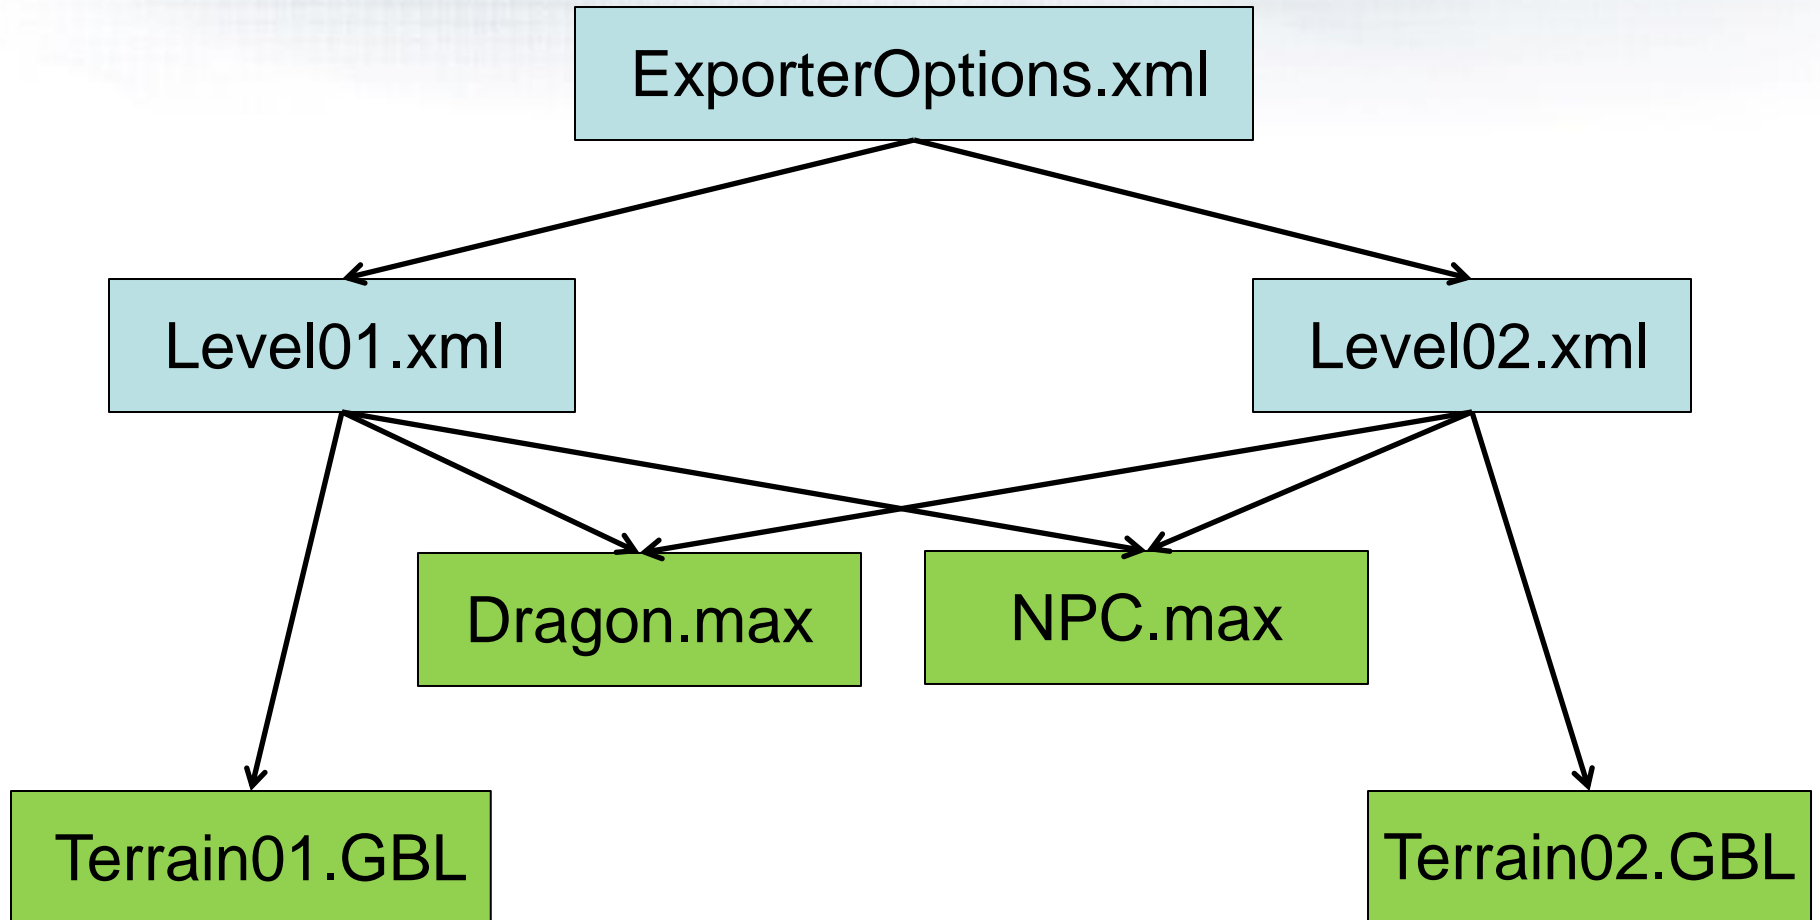 ExporterOptions.xml
Level01.xml
Level02.xml
Dragon.max
NPC.max
Terrain01.GBL
Terrain02.GBL